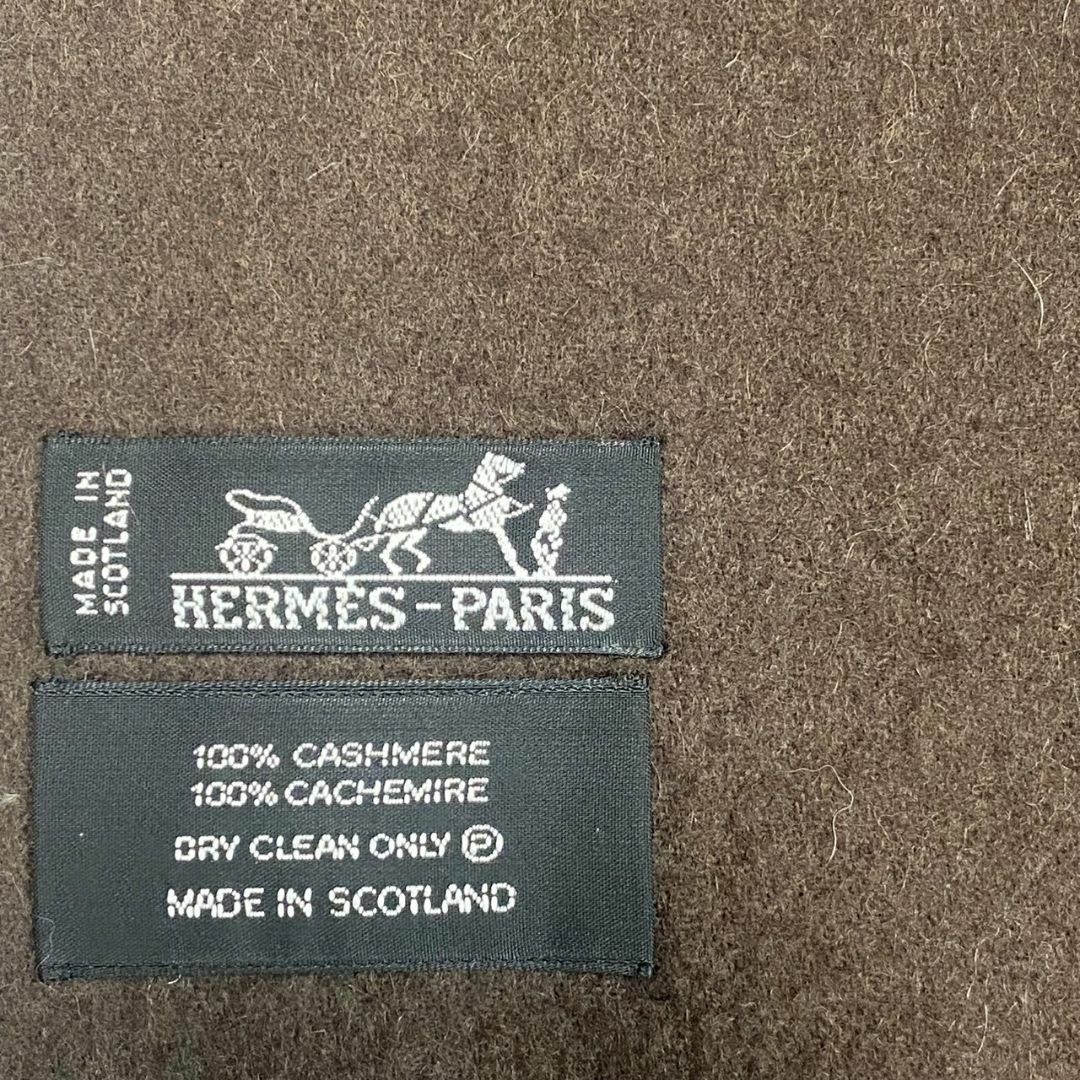 MADE IN
SCOTLAND
HERMÈS-PARIS
100% CASHMERE
100% CACHEMIRE
DRY CLEAN ONLY Ⓟ
MADE IN SCOTLAND